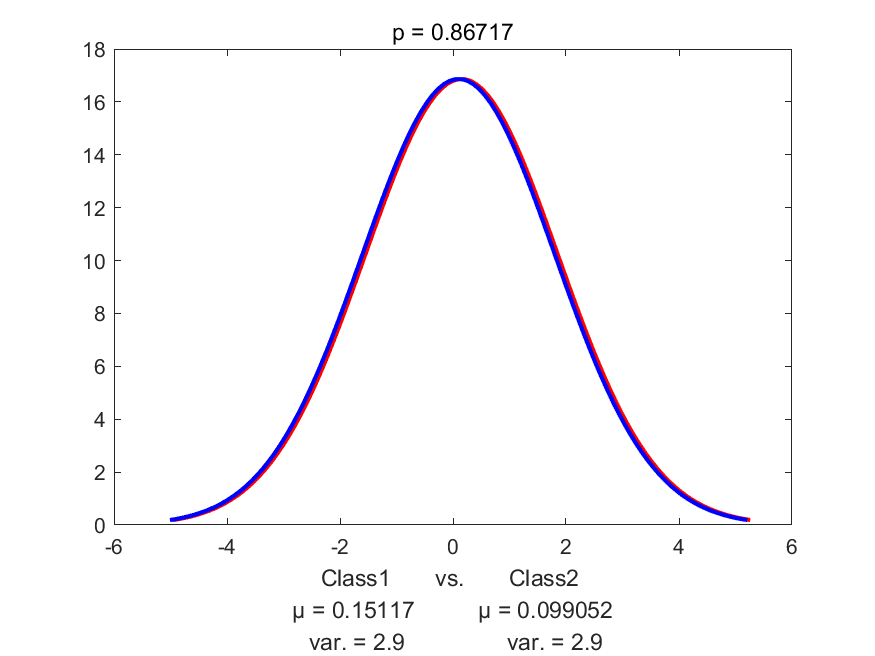 p = 0.86717
18
16
14
12
10
8
6
4
2
0
-6 -4 -2 0 2 4 6
Class1 vs. Class2
μ = 0.15117 μ = 0.099052
var. = 2.9 var. = 2.9